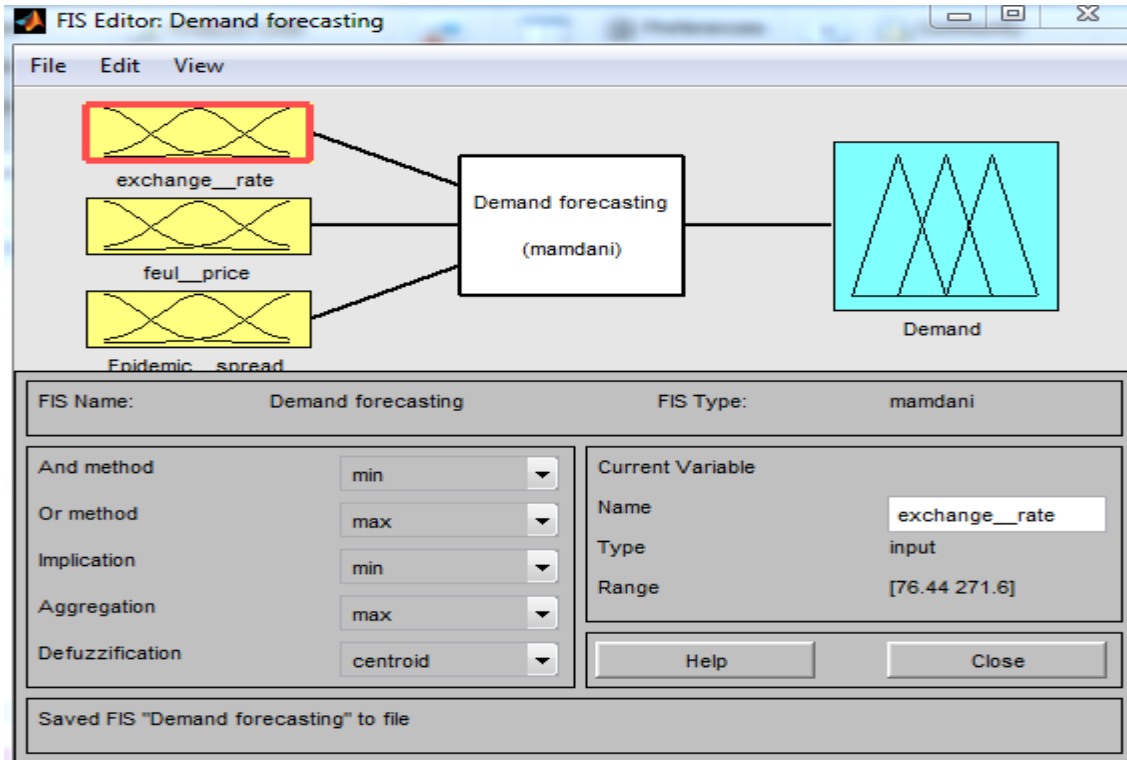 FIS Editor: Demand forecasting
File Edit View
exchange__rate
feul__price
Epidemic__spread
Demand forecasting
(mamdani)
Demand
FIS Name: Demand forecasting FIS Type: mamdani
And method min
Or method max
Implication min
Aggregation max
Defuzzification centroid
Current Variable
Name exchange__rate
Type input
Range [76.44 271.6]
Help Close
Saved FIS "Demand forecasting" to file